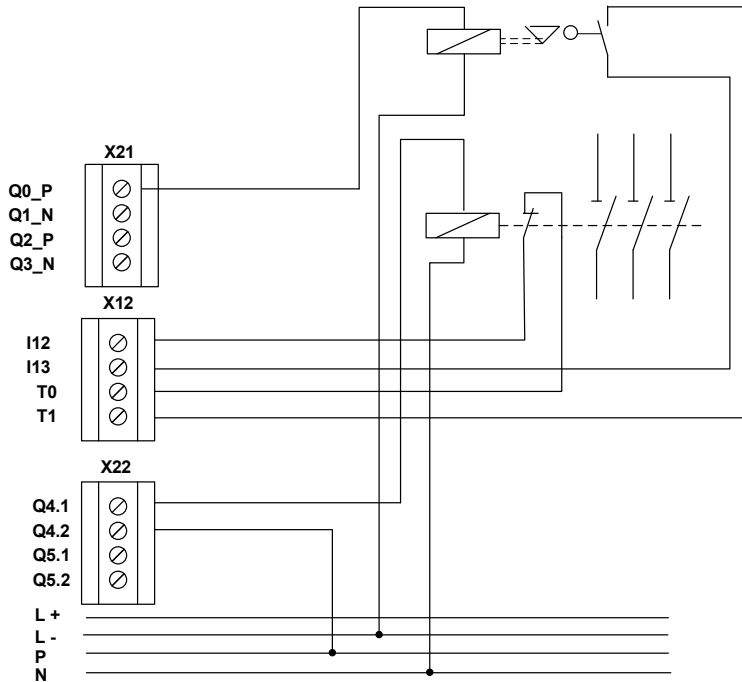 X21
Q0_P
Q1_N
Q2_P
Q3_N
X12
I12
I13
T0
T1
X22
Q4.1
Q4.2
Q5.1
Q5.2
L +
L -
P
N